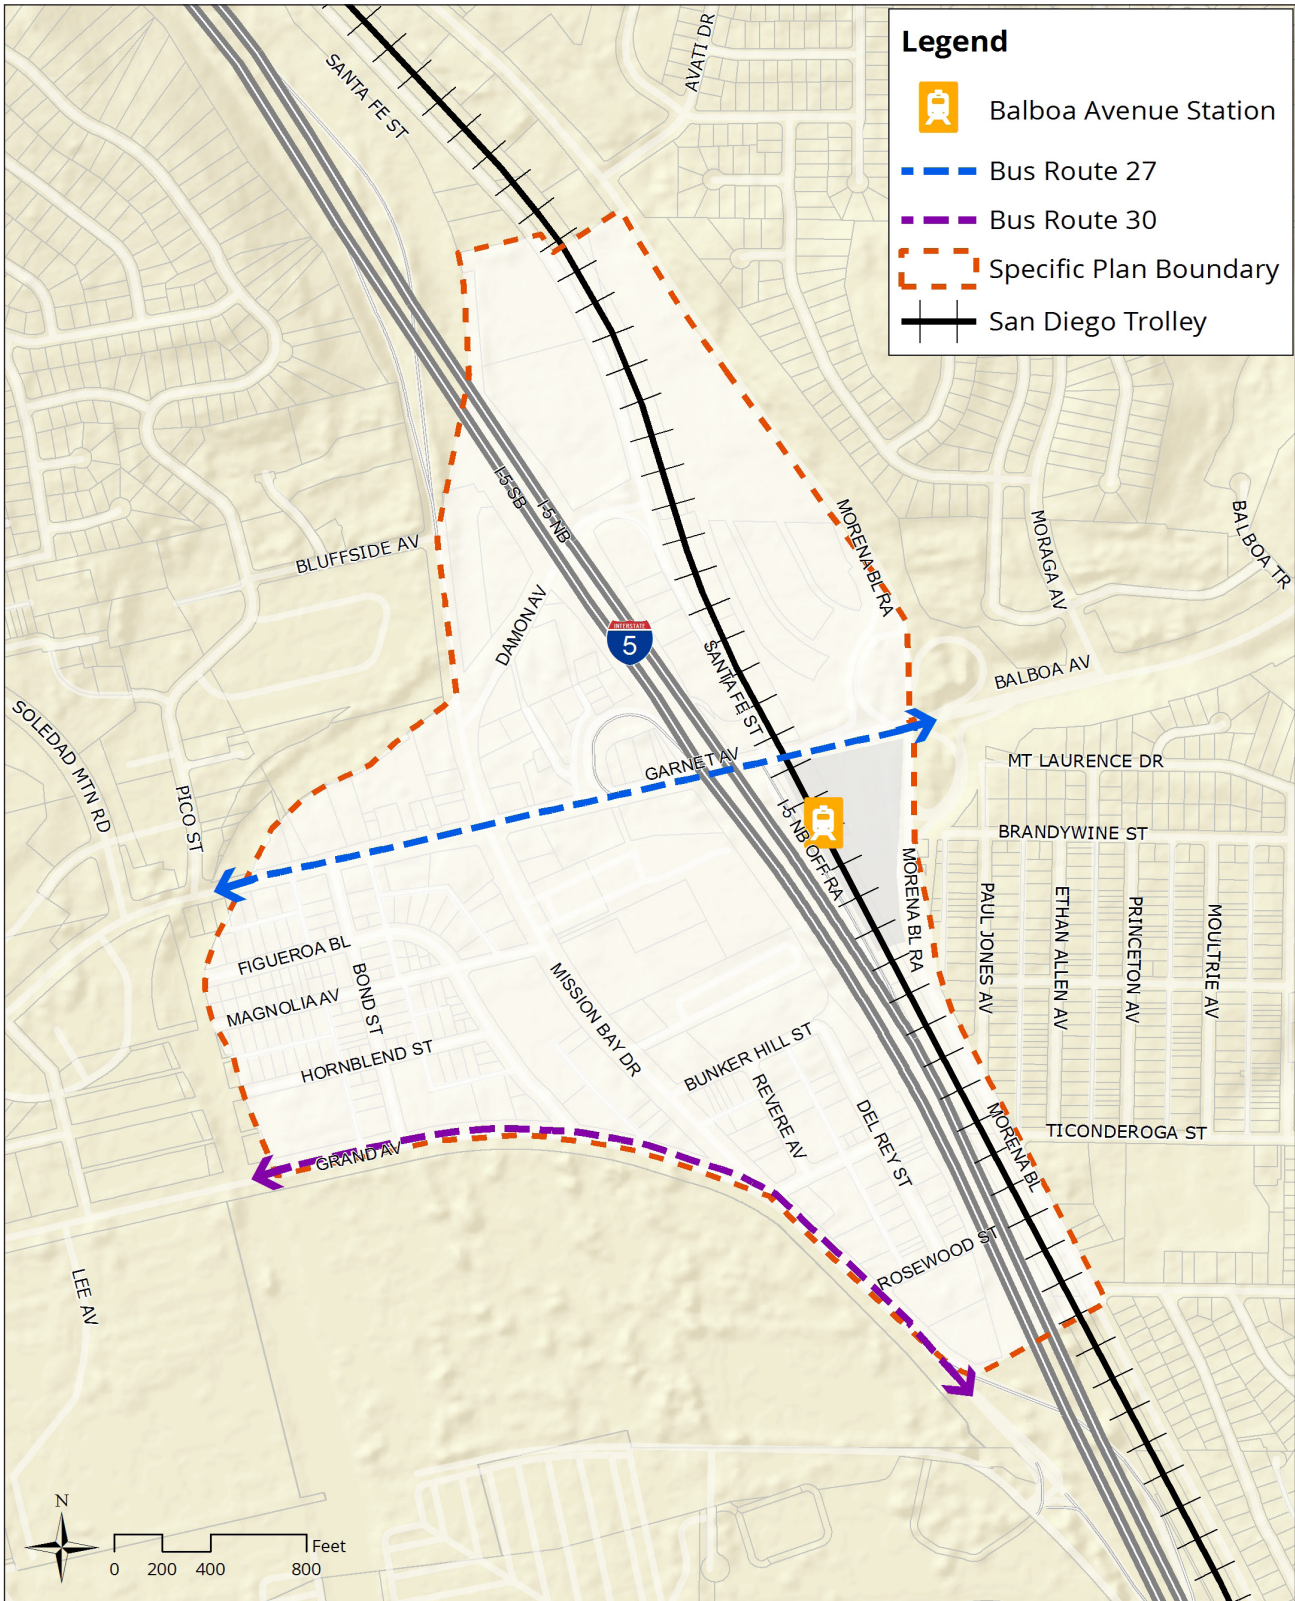 Legend
Balboa Avenue Station
Bus Route 27
Bus Route 30
Specific Plan Boundary
San Diego Trolley
AVATI DR
SANTA FE ST
I-5 SB
I-5 NB
MORENA BL RA
MORAGA AV
BALBOA TR
BLUFFSIDE AV
DAMON AV
INTERSTATE
5
SANTA FE ST
BALBOA AV
SOLEDAD MTN RD
PICO ST
GARNET AV
MT LAURENCE DR
I-5 NB OFF RA
BRANDYWINE ST
MORENA BL RA
PAUL JONES AV
ETHAN ALLEN AV
PRINCETON AV
MOULTRIE AV
FIGUEROA BL
BOND ST
MAGNOLIA AV
MISSION BAY DR
HORNBLEND ST
BUNKER HILL ST
REVERE AV
DEL REY ST
MORENA BL
TICONDEROGA ST
GRAND AV
ROSEWOOD ST
LEE AV
N
Feet
0 200 400 800